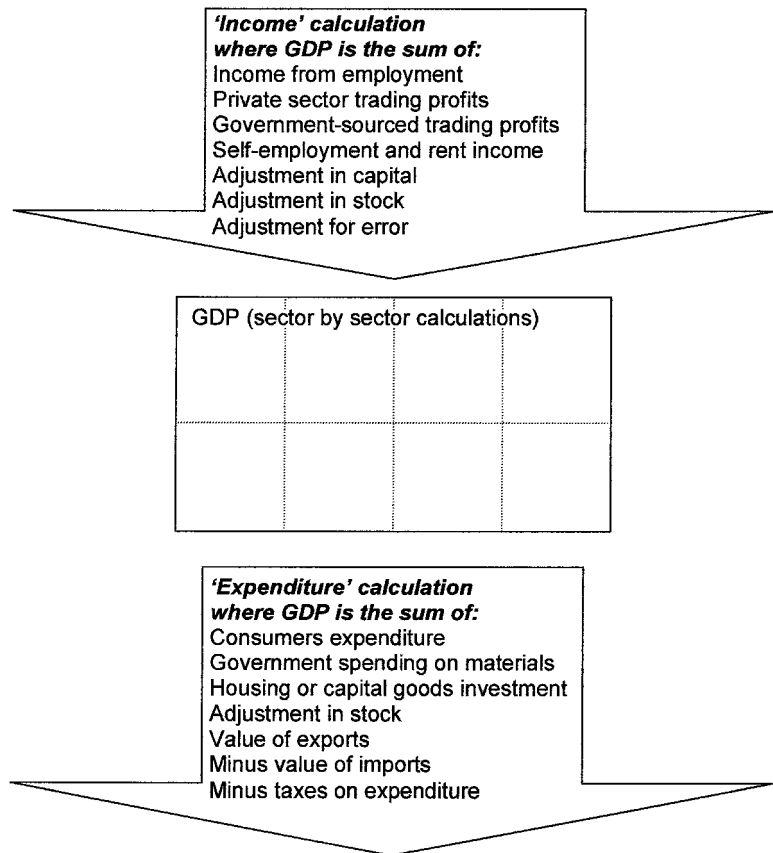 ‘Income’ calculation
where GDP is the sum of:
Income from employment
Private sector trading profits
Government-sourced trading profits
Self-employment and rent income
Adjustment in capital
Adjustment in stock
Adjustment for error
GDP (sector by sector calculations)
‘Expenditure’ calculation
where GDP is the sum of:
Consumers expenditure
Government spending on materials
Housing or capital goods investment
Adjustment in stock
Value of exports
Minus value of imports
Minus taxes on expenditure